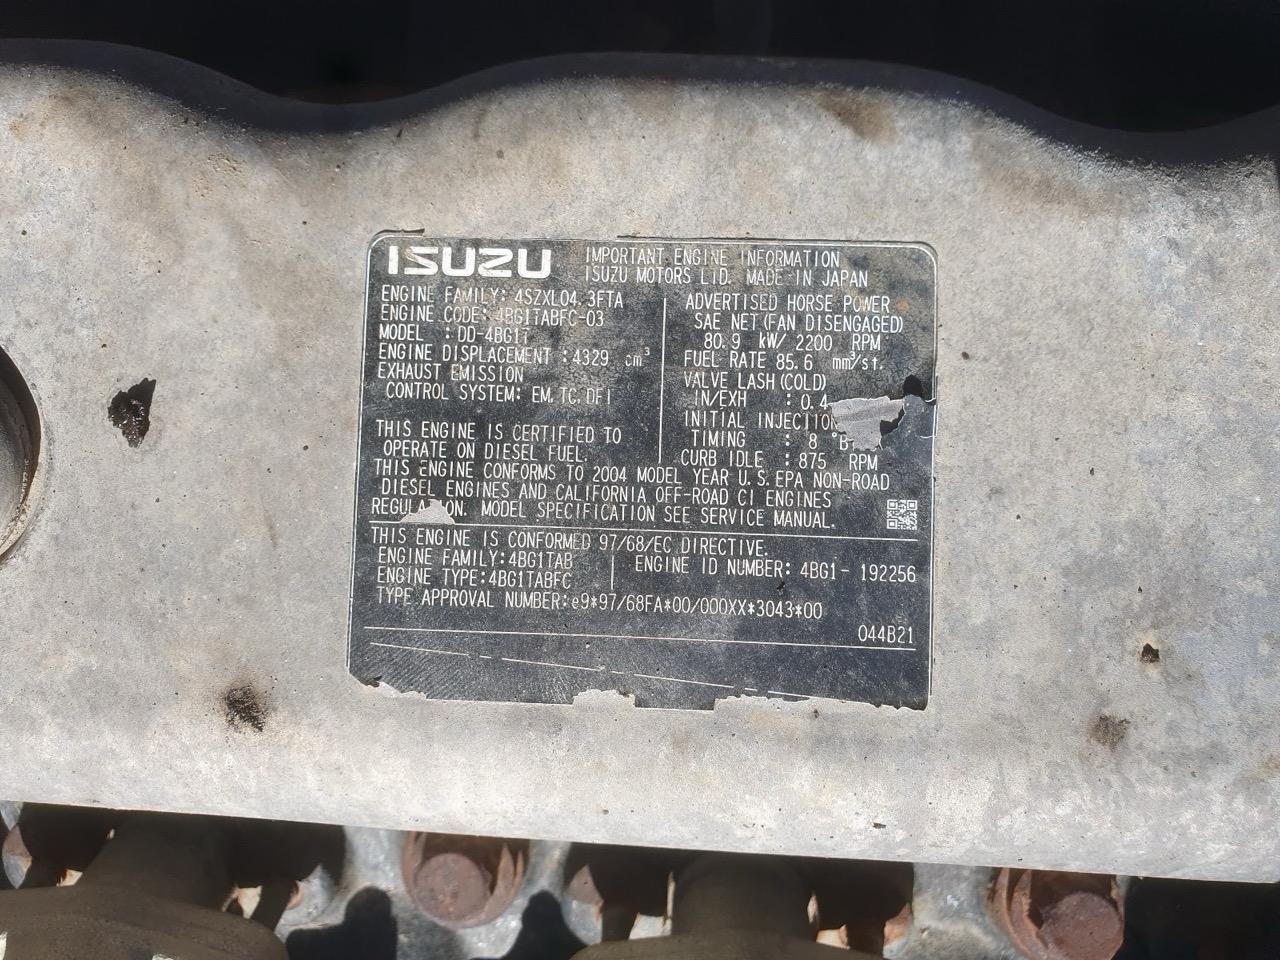 ISUZU
IMPORTANT ENGINE INFORMATION
ISUZU MOTORS LTD. MADE IN JAPAN
ENGINE FAMILY: 4SZXL04.3FTA
ENGINE CODE: 4BG1TABFC-03
MODEL : DD-4BG1T
ENGINE DISPLACEMENT : 4329 cm³
EXHAUST EMISSION
CONTROL SYSTEM: EM, TC, DFI
THIS ENGINE IS CERTIFIED TO
OPERATE ON DIESEL FUEL.
ADVERTISED HORSE POWER
SAE NET (FAN DISENGAGED)
80.9 kW/ 2200 RPM
FUEL RATE 85.6 mm³/st.
VALVE LASH (COLD)
IN/EXH : 0.4
INITIAL INJECTION
TIMING : 8 °
CURB IDLE : 875 RPM
THIS ENGINE CONFORMS TO 2004 MODEL YEAR U.S. EPA NON-ROAD
DIESEL ENGINES AND CALIFORNIA OFF-ROAD CI ENGINES
MODEL SPECIFICATION SEE SERVICE MANUAL.
THIS ENGINE IS CONFORMED 97/68/EC DIRECTIVE.
ENGINE FAMILY: 4BG1TAB
ENGINE TYPE: 4BG1TABFC
ENGINE ID NUMBER: 4BG1- 192256
TYPE APPROVAL NUMBER: e9*97/68FA*00/000XX*3043*00
044B21